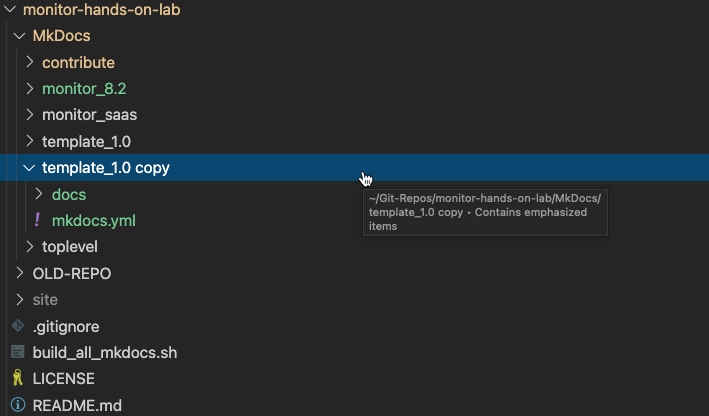 monitor-hands-on-lab
MkDocs
contribute
monitor_8.2
monitor_saas
template_1.0
template_1.0 copy
~/Git-Repos/monitor-hands-on-lab/MkDocs/
template_1.0 copy • Contains emphasized
items
docs
! mkdocs.yml
toplevel
OLD-REPO
site
.gitignore
build_all_mkdocs.sh
LICENSE
README.md